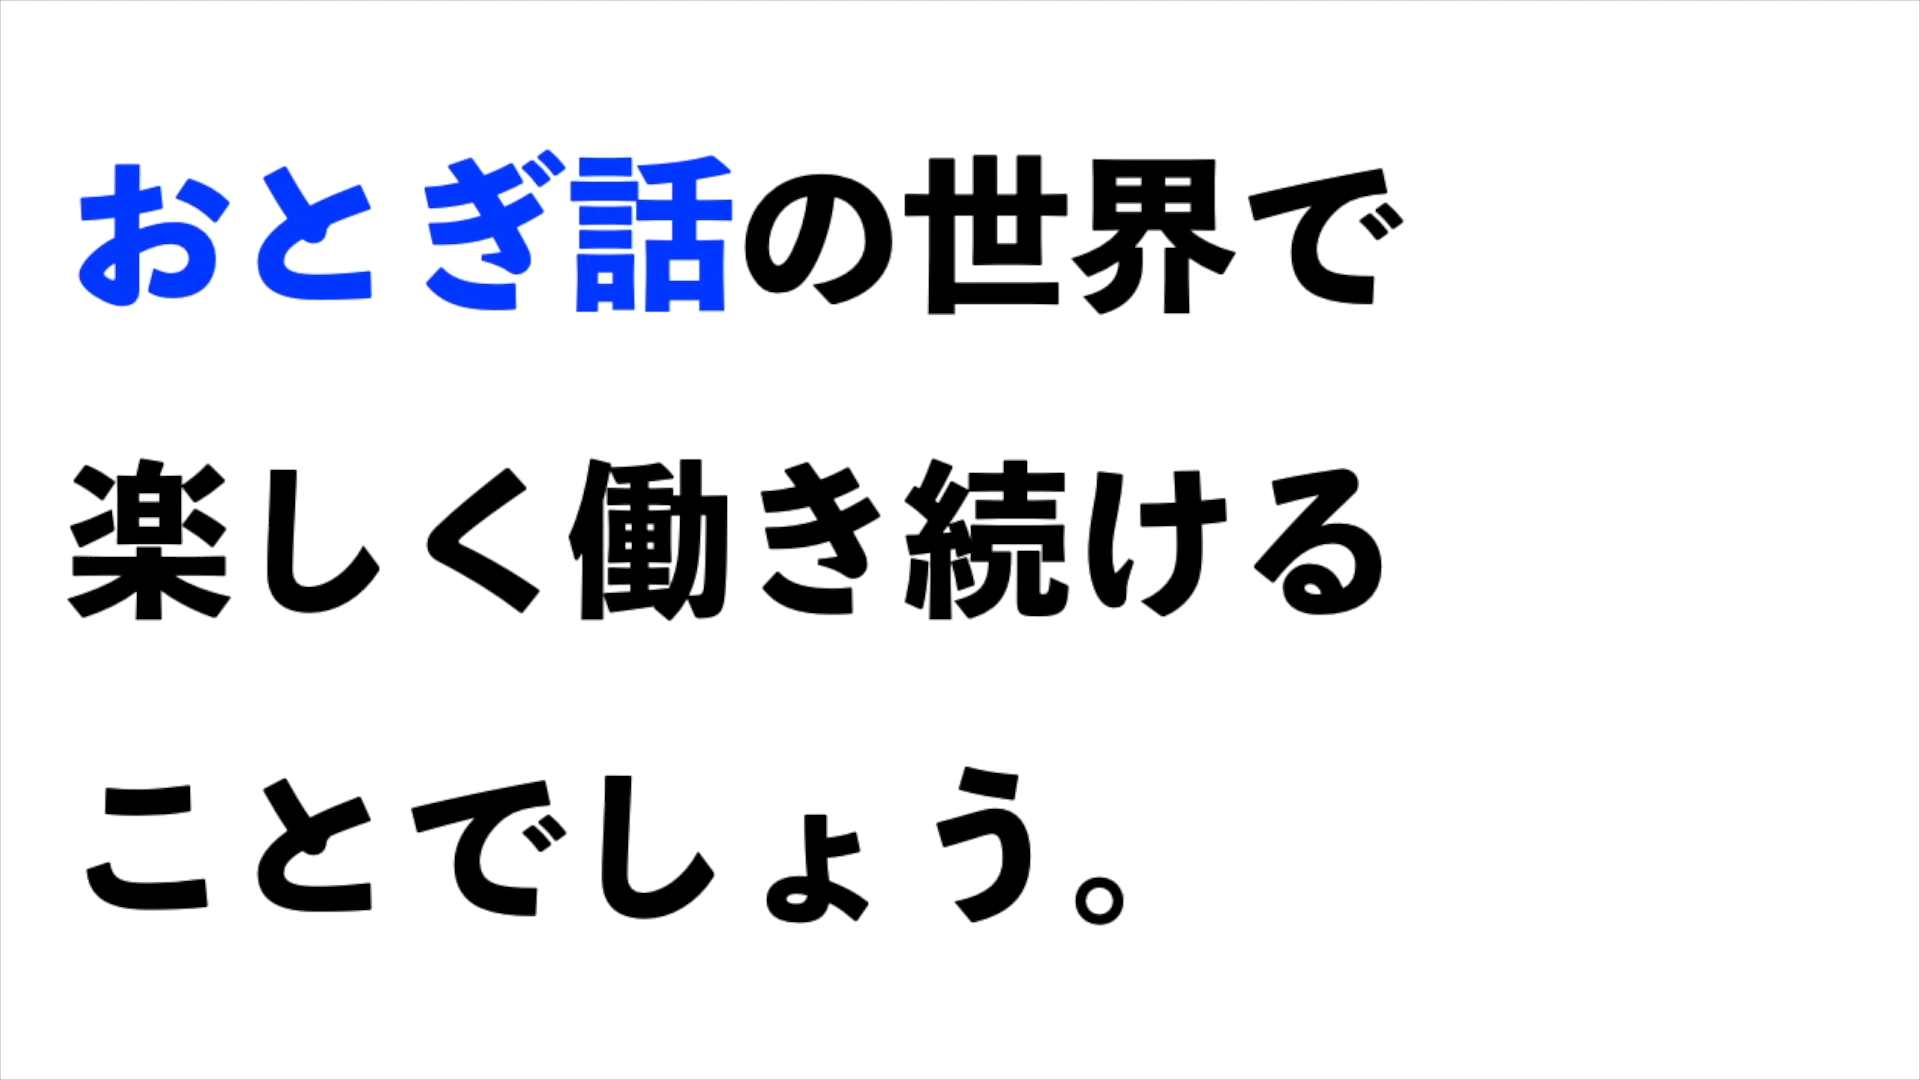 おとぎ話の世界で
楽しく働き続ける
ことでしょう。